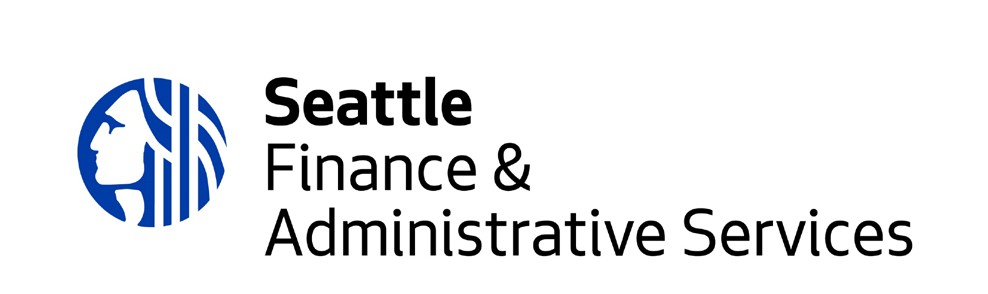 Seattle
Finance &
Administrative Services